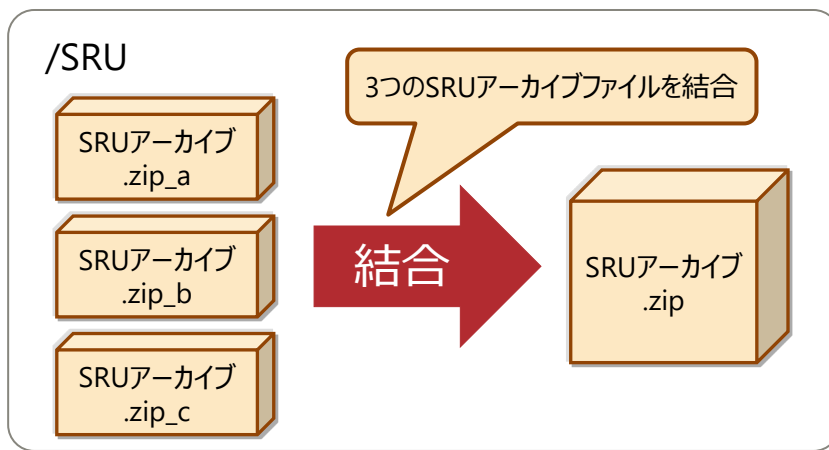 /SRU
3つのSRUアーカイブファイルを結合
SRUアーカイブ
.zip_a
SRUアーカイブ
.zip_b
SRUアーカイブ
.zip_c
結合
SRUアーカイブ
.zip